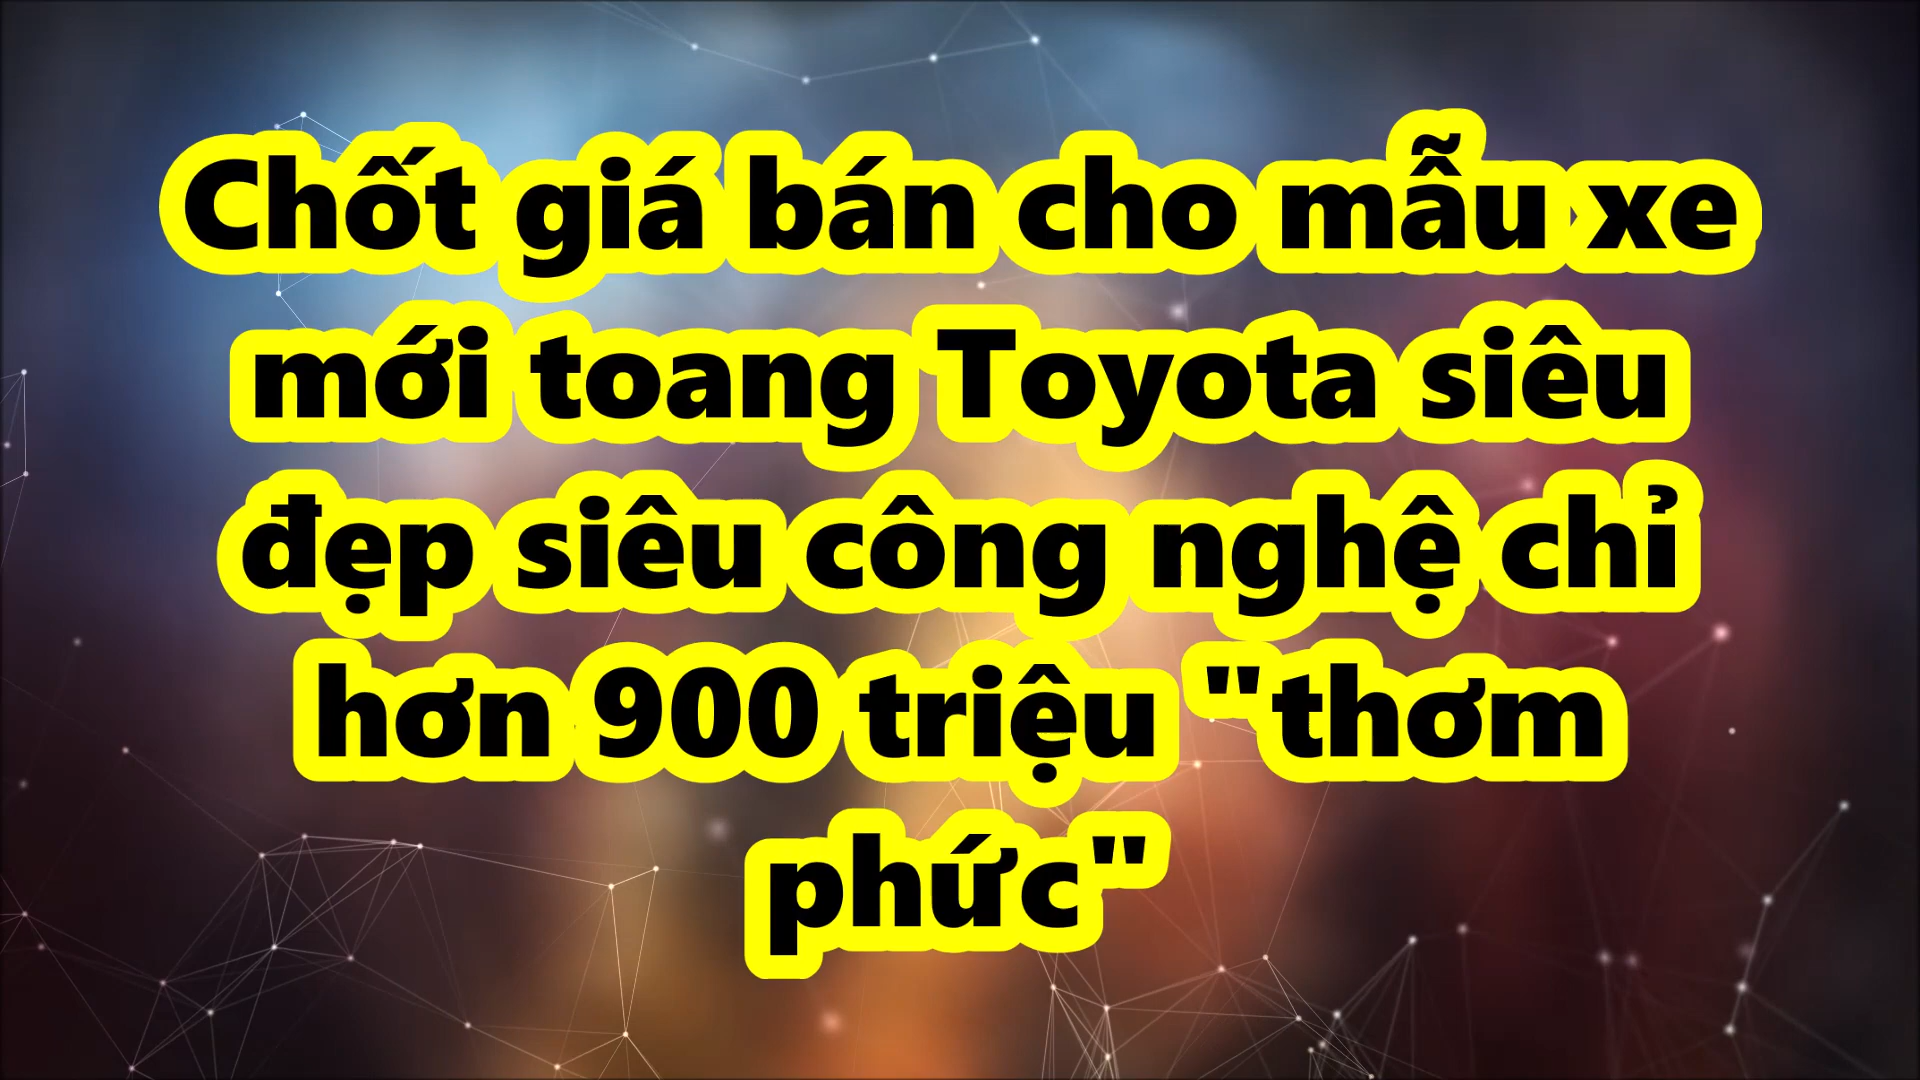 Chốt giá bán cho mẫu xe
mới toang Toyota siêu
đẹp siêu công nghệ chỉ
hơn 900 triệu "thơm
phức"